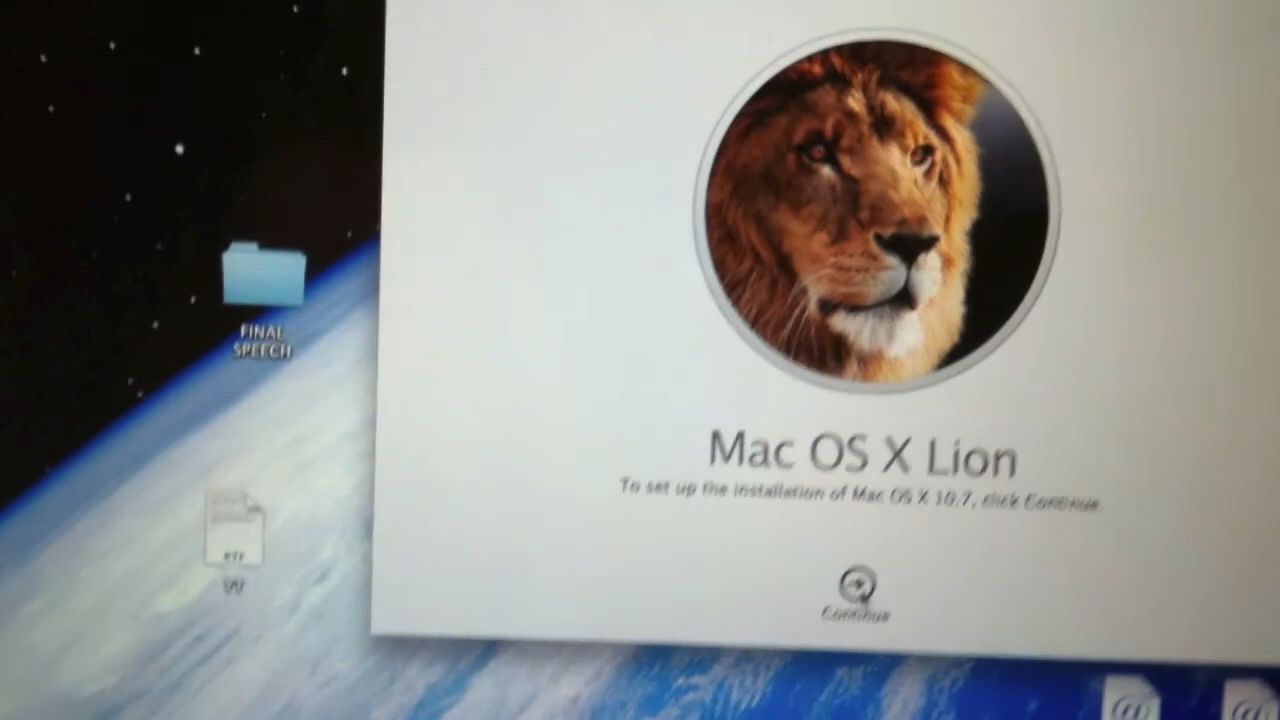 FINAL
SPEECH
Mac OS X Lion
To set up the installation of Mac OS X 10.7, click Continue.
RTF
W
Continue
@
@